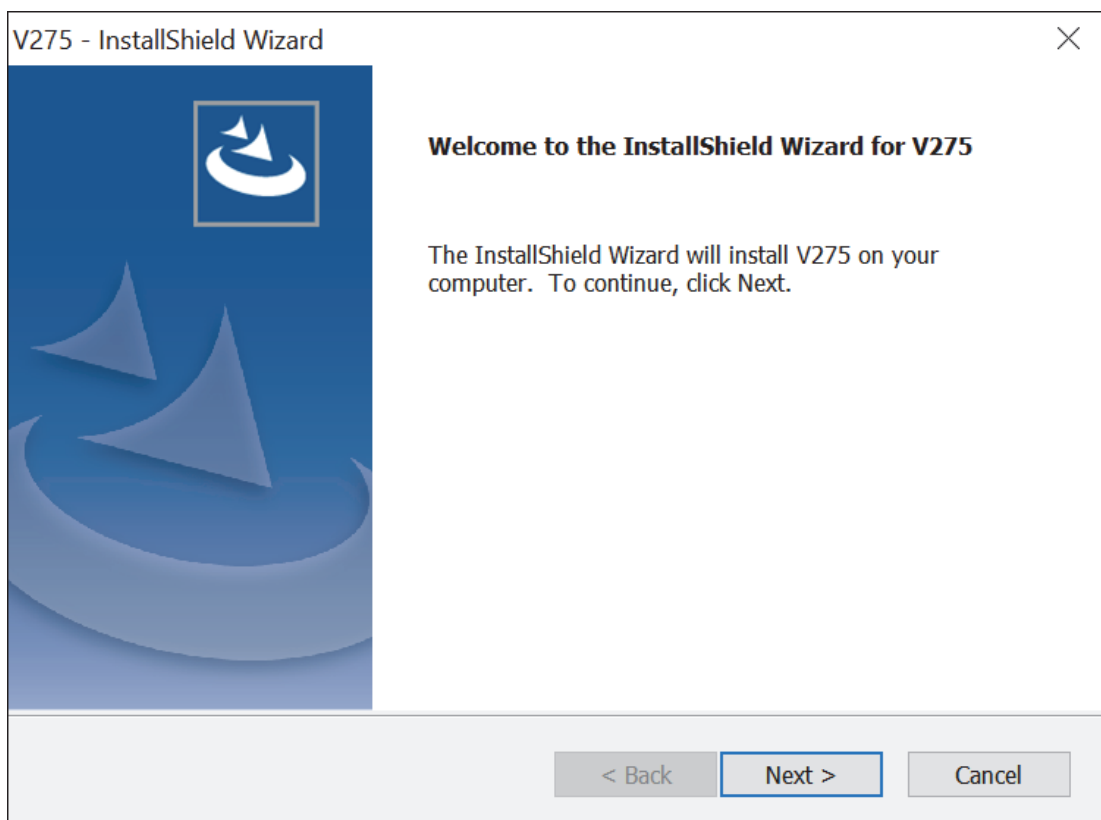 V275 - InstallShield Wizard
Welcome to the InstallShield Wizard for V275
The InstallShield Wizard will install V275 on your
computer.  To continue, click Next.
< Back
Next >
Cancel